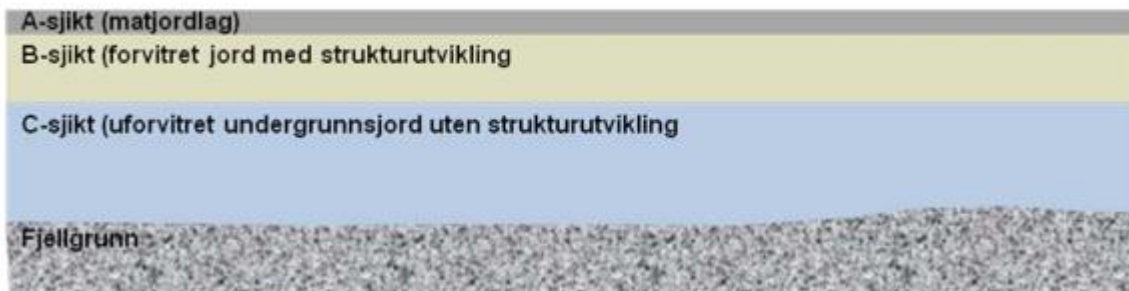 A-sjikt (matjordlag)
B-sjikt (forvitret jord med strukturutvikling
C-sjikt (uforvitret undergrunnsjord uten strukturutvikling
Fjellgrunn